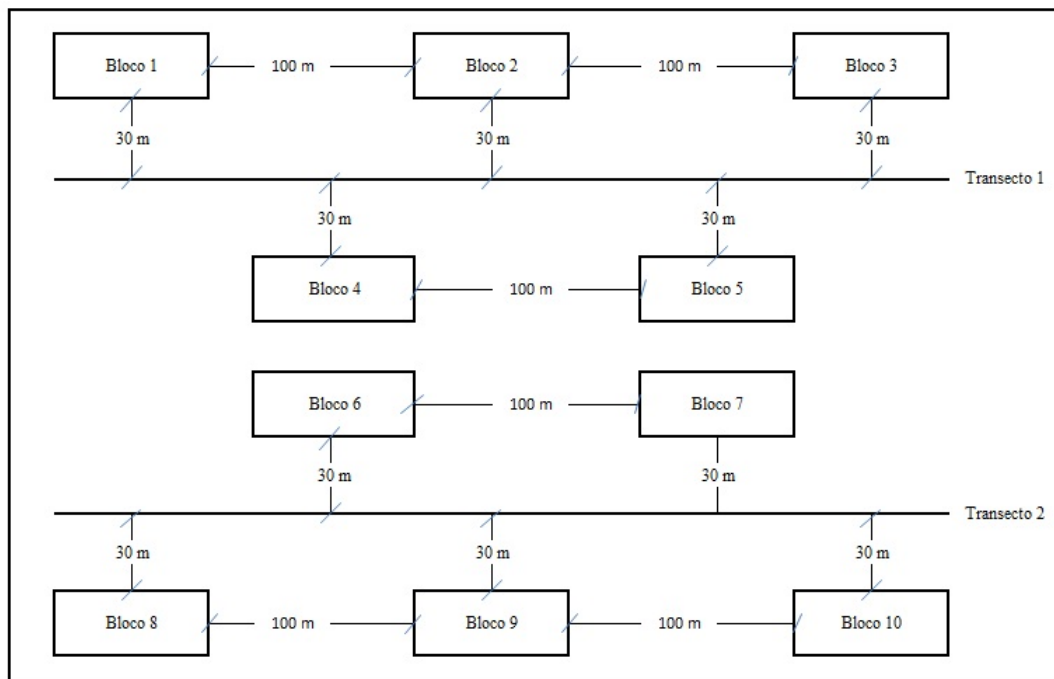 Bloco 1 100 m Bloco 2 100 m Bloco 3
30 m 30 m 30 m
Transecto 1
30 m 30 m
Bloco 4 100 m Bloco 5
Bloco 6 100 m Bloco 7
30 m 30 m
Transecto 2
30 m 30 m 30 m
Bloco 8 100 m Bloco 9 100 m Bloco 10